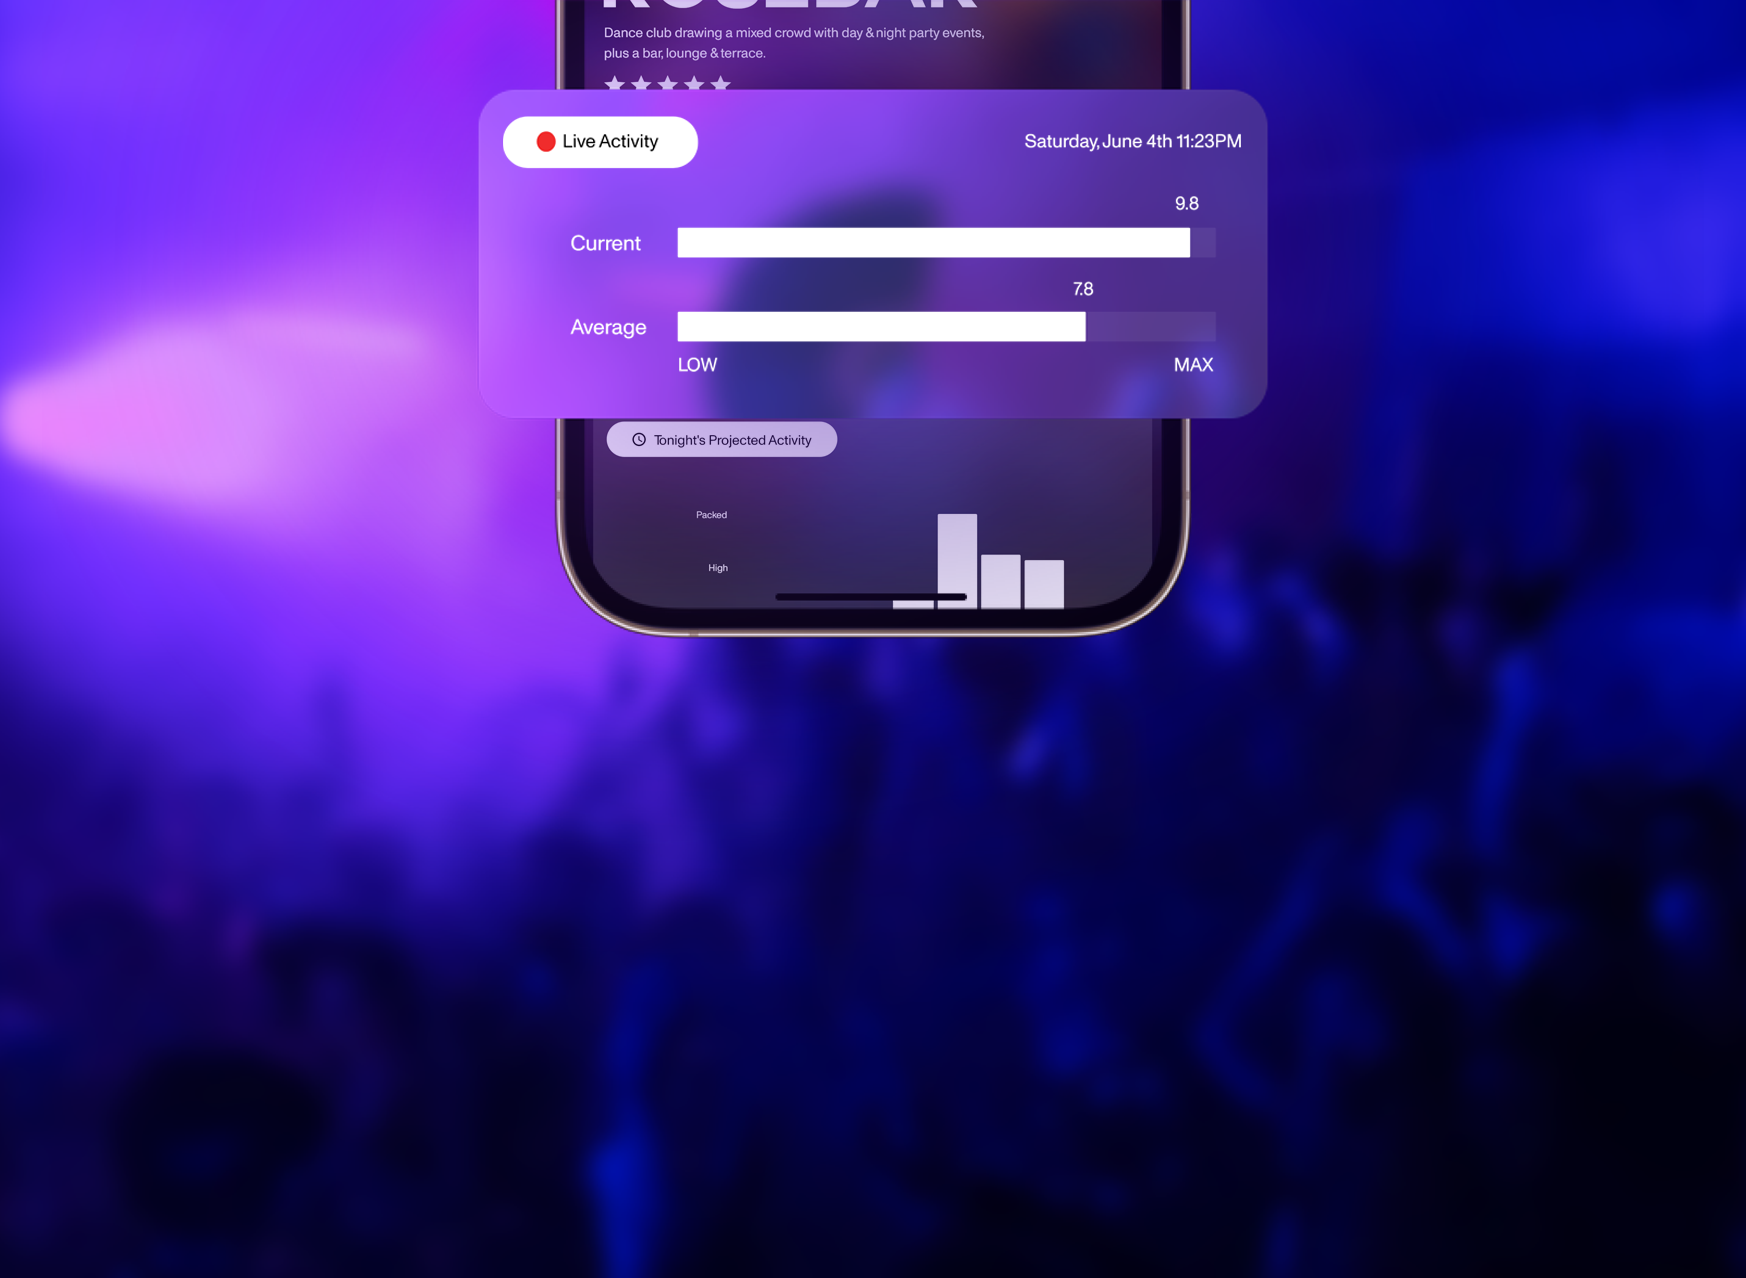 ROSEBAR
Dance club drawing a mixed crowd with day & night party events,
plus a bar, lounge & terrace.
Live Activity
Saturday, June 4th 11:23PM
9.8
Current
7.8
Average
LOW
MAX
Tonight's Projected Activity
Packed
High